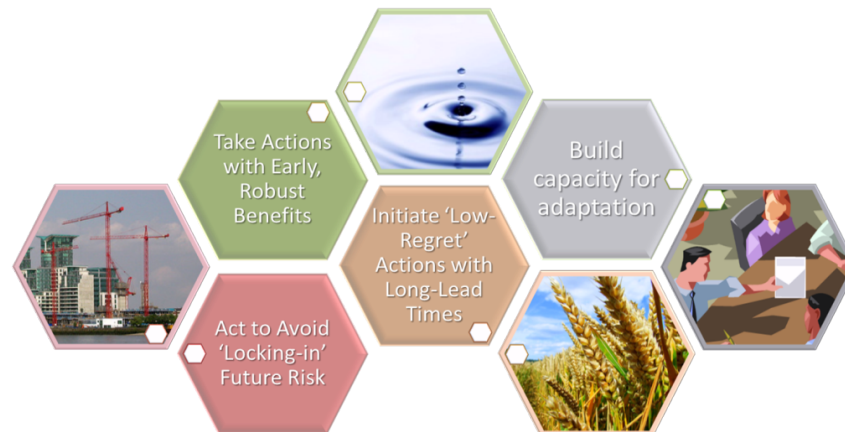 Take Actions
with Early,
Robust
Benefits
Build
capacity for
adaptation
Initiate ‘Low-
Regret’
Actions with
Long-Lead
Times
Act to Avoid
‘Locking-in’
Future Risk